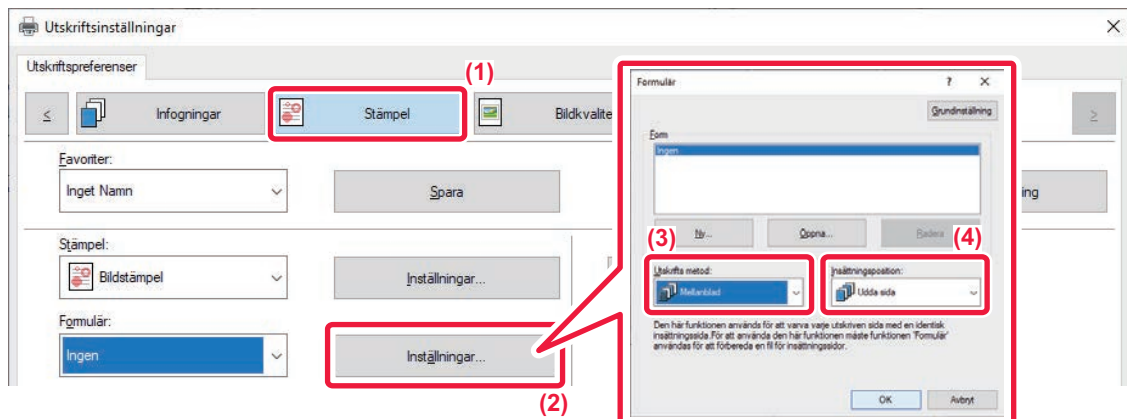 Utskriftsinställningar
Utskriftspreferenser
(1)
< Infogningar Stämpel Bildkvalite >
Favoriter:
Inget Namn Spara ing
Stämpel:
Bildstämpel Inställningar...
Formulär:
Ingen Inställningar...
(2)
Formulär ?
Grundinställning
Form
Ingen
Ny... Öppna... Radera
(3) (4)
Utskrifts metod: Insättningsposition:
Mellanblad Udda sida
Den här funktionen används för att varva varje utskriven sida med en identisk
insättningssida.För att använda den här funktionen måste funktionen 'Formulär'
användas för att förbereda en fil för insättningssidor.
OK Avbryt